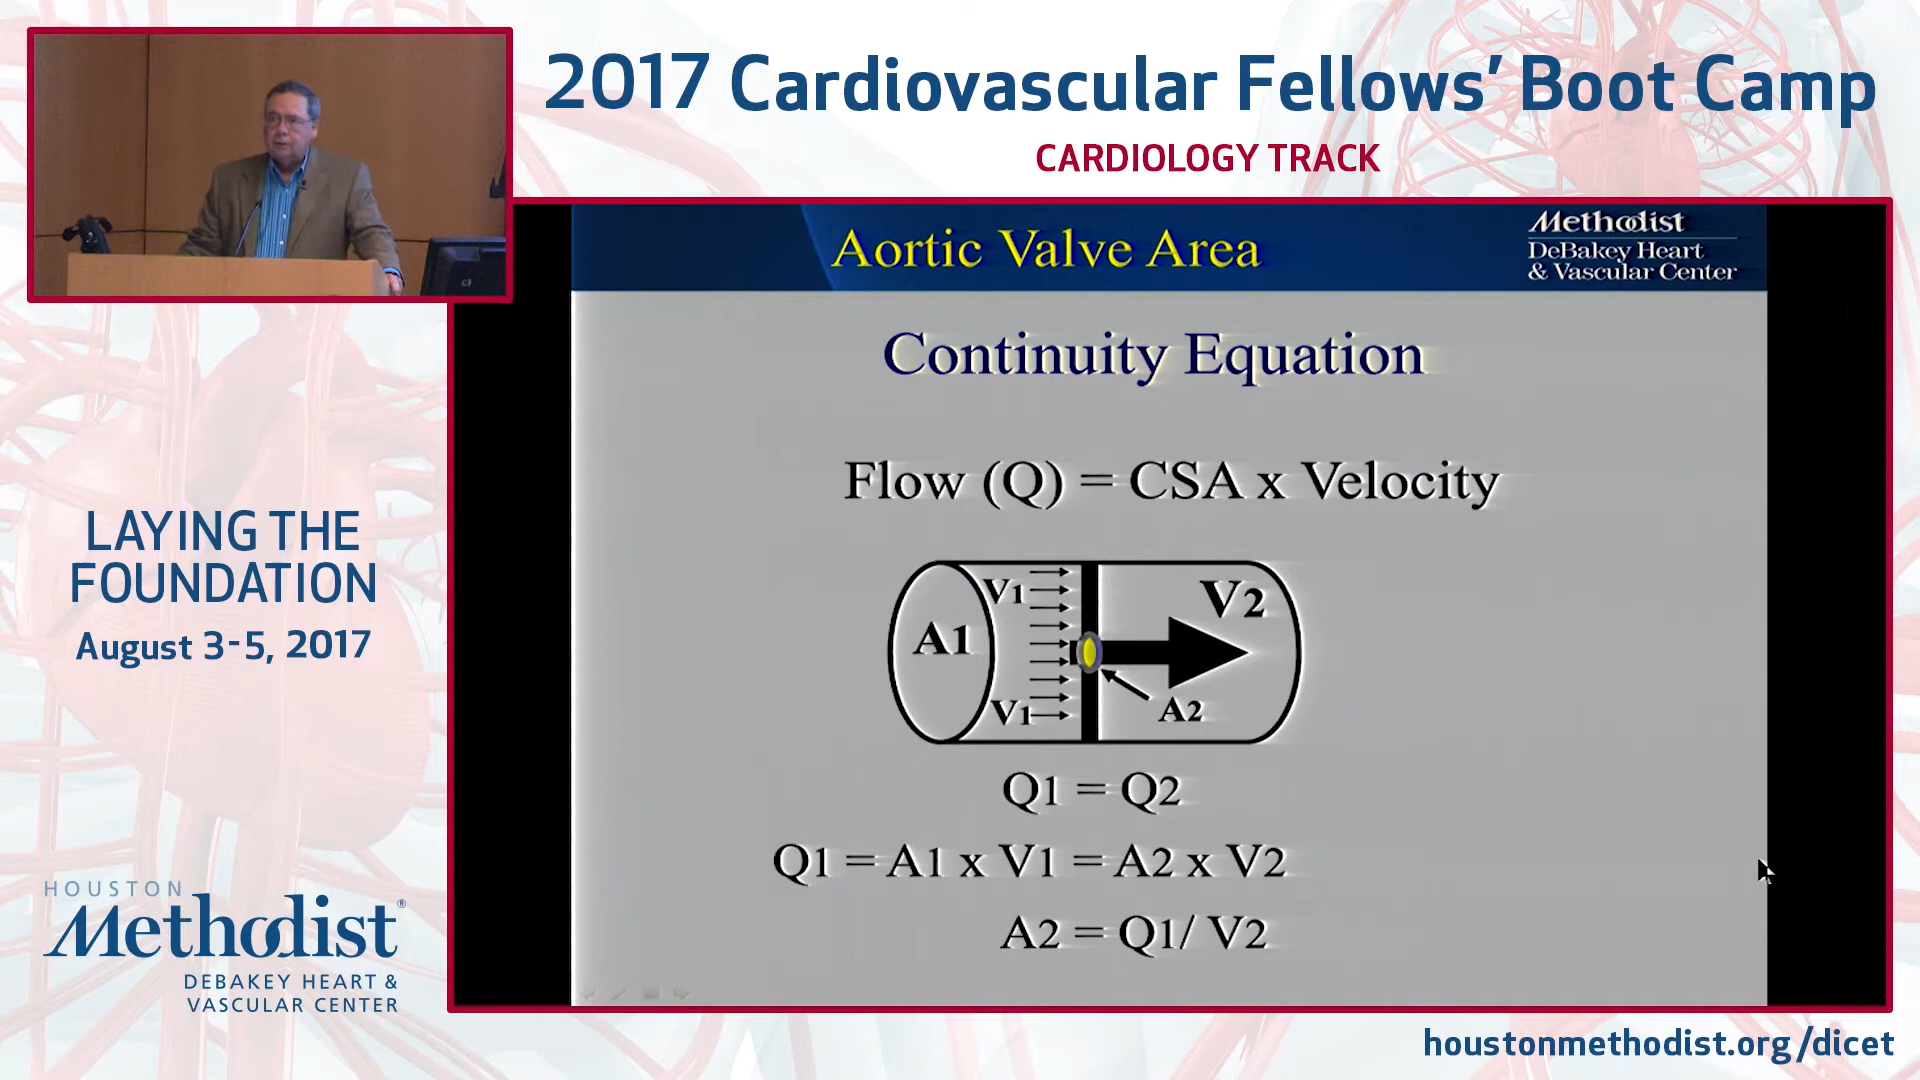 2017 Cardiovascular Fellows' Boot Camp
CARDIOLOGY TRACK
Aortic Valve Area
Methodist
DeBakey Heart
& Vascular Center
Continuity Equation
Flow (Q) = CSA x Velocity
A1
V1
V1
V2
A2
Q1 = Q2
Q1 = A1 x V1 = A2 x V2
A2 = Q1/ V2
LAYING THE
FOUNDATION
August 3-5, 2017
HOUSTON
Methodist®
DEBAKEY HEART &
VASCULAR CENTER
houstonmethodist.org/dicet